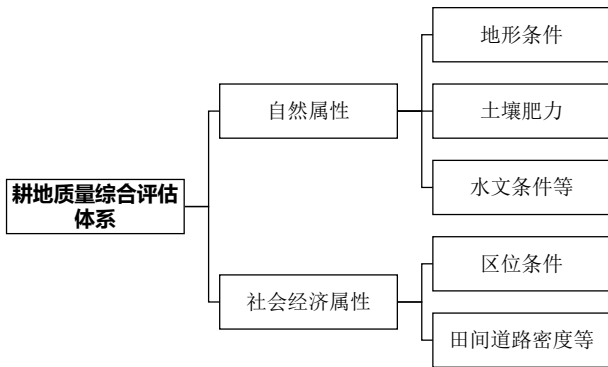 耕地质量综合评估
体系
自然属性
地形条件
土壤肥力
水文条件等
社会经济属性
区位条件
田间道路密度等